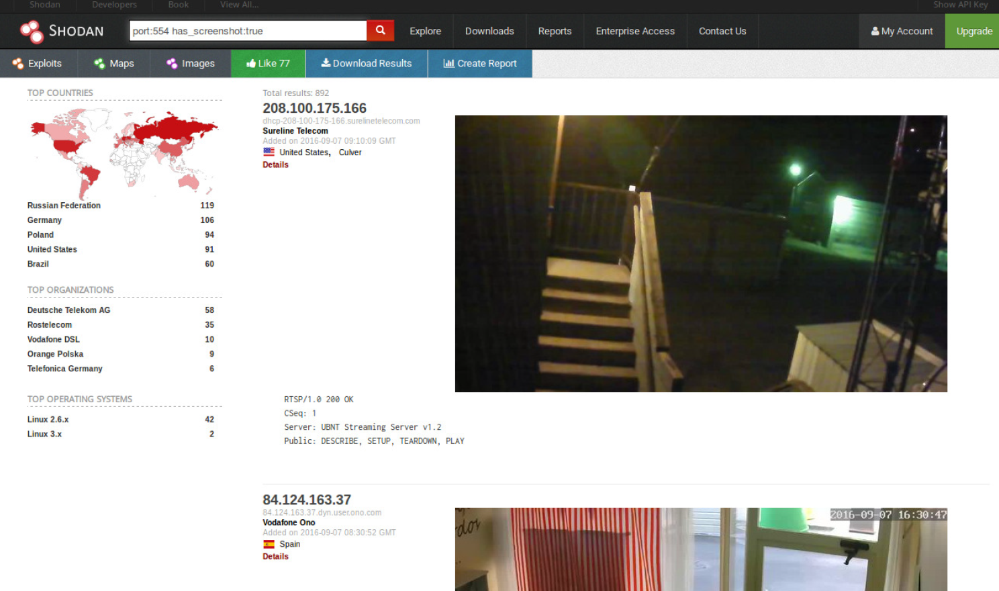 Shodan Developers Book View All... Show API Key
SHODAN port:554 has_screenshot:true Explore Downloads Reports Enterprise Access Contact Us My Account Upgrade
Exploits Maps Images Like 77 Download Results Create Report
TOP COUNTRIES
Russian Federation 119
Germany 106
Poland 94
United States 91
Brazil 60
TOP ORGANIZATIONS
Deutsche Telekom AG 58
Rostelecom 35
Vodafone DSL 10
Orange Polska 9
Telefonica Germany 6
TOP OPERATING SYSTEMS
Linux 2.6.x 42
Linux 3.x 2
Total results: 892
208.100.175.166
dhcp-208-100-175-166.surelinetelecom.com
Sureline Telecom
Added on 2016-09-07 09:10:09 GMT
United States, Culver
Details
RTSP/1.0 200 OK
CSeq: 1
Server: UBNT Streaming Server v1.2
Public: DESCRIBE, SETUP, TEARDOWN, PLAY
84.124.163.37
84.124.163.37.dyn.user.ono.com
Vodafone Ono
Added on 2016-09-07 08:30:52 GMT
Spain
Details
2016-09-07 16:30:47